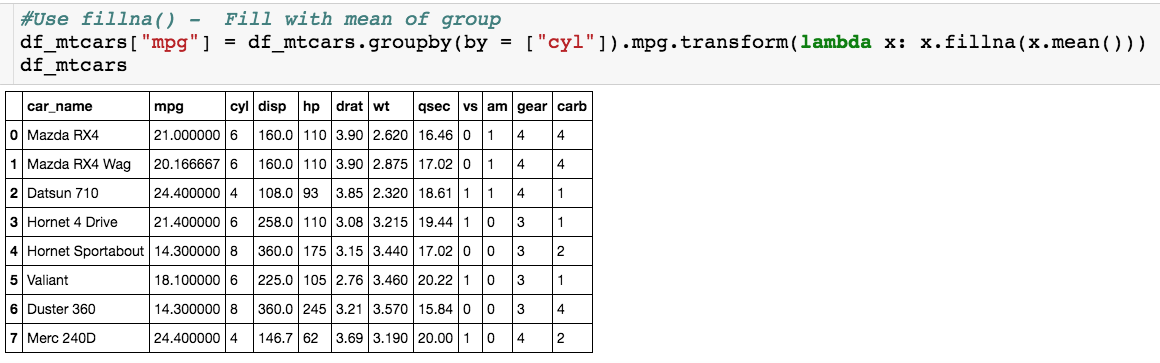 #Use fillna() -  Fill with mean of group
df_mtcars["mpg"] = df_mtcars.groupby(by = ["cyl"]).mpg.transform(lambda x: x.fillna(x.mean()))
df_mtcars
car_name mpg cyl disp hp drat wt qsec vs am gear carb
0 Mazda RX4 21.000000 6 160.0 110 3.90 2.620 16.46 0 1 4 4
1 Mazda RX4 Wag 20.166667 6 160.0 110 3.90 2.875 17.02 0 1 4 4
2 Datsun 710 24.400000 4 108.0 93 3.85 2.320 18.61 1 1 4 1
3 Hornet 4 Drive 21.400000 6 258.0 110 3.08 3.215 19.44 1 0 3 1
4 Hornet Sportabout 14.300000 8 360.0 175 3.15 3.440 17.02 0 0 3 2
5 Valiant 18.100000 6 225.0 105 2.76 3.460 20.22 1 0 3 1
6 Duster 360 14.300000 8 360.0 245 3.21 3.570 15.84 0 0 3 4
7 Merc 240D 24.400000 4 146.7 62 3.69 3.190 20.00 1 0 4 2